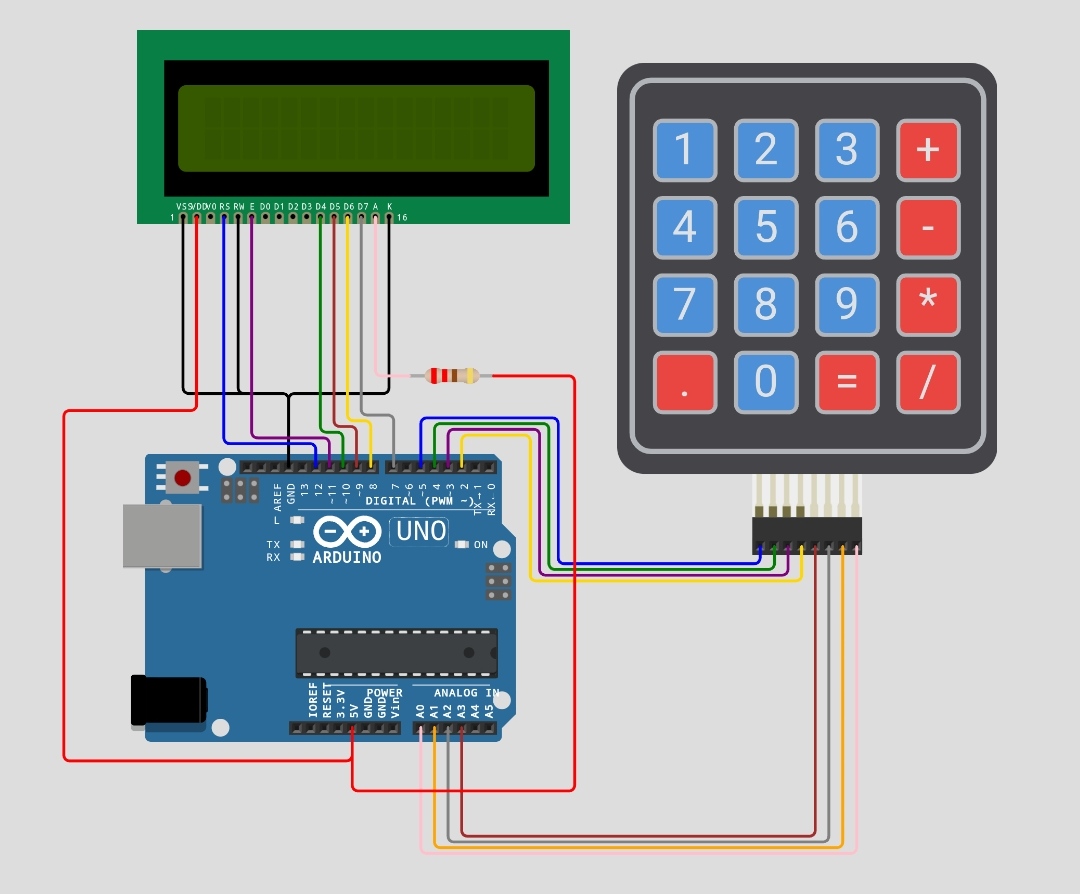 VSS VDD V0 RS RW E D0 D1 D2 D3 D4 D5 D6 D7 A K
1 16
1 2 3 +
4 5 6 -
7 8 9 *
. 0 = /
AREF GND 13 12 ~11 ~10 ~9 8 7 ~6 ~5 4 ~3 2 TX→1 RX←0
DIGITAL (PWM ~)
L
UNO
TX ON
RX ARDUINO
POWER ANALOG IN
IOREF RESET 3.3V 5V GND GND Vin A0 A1 A2 A3 A4 A5